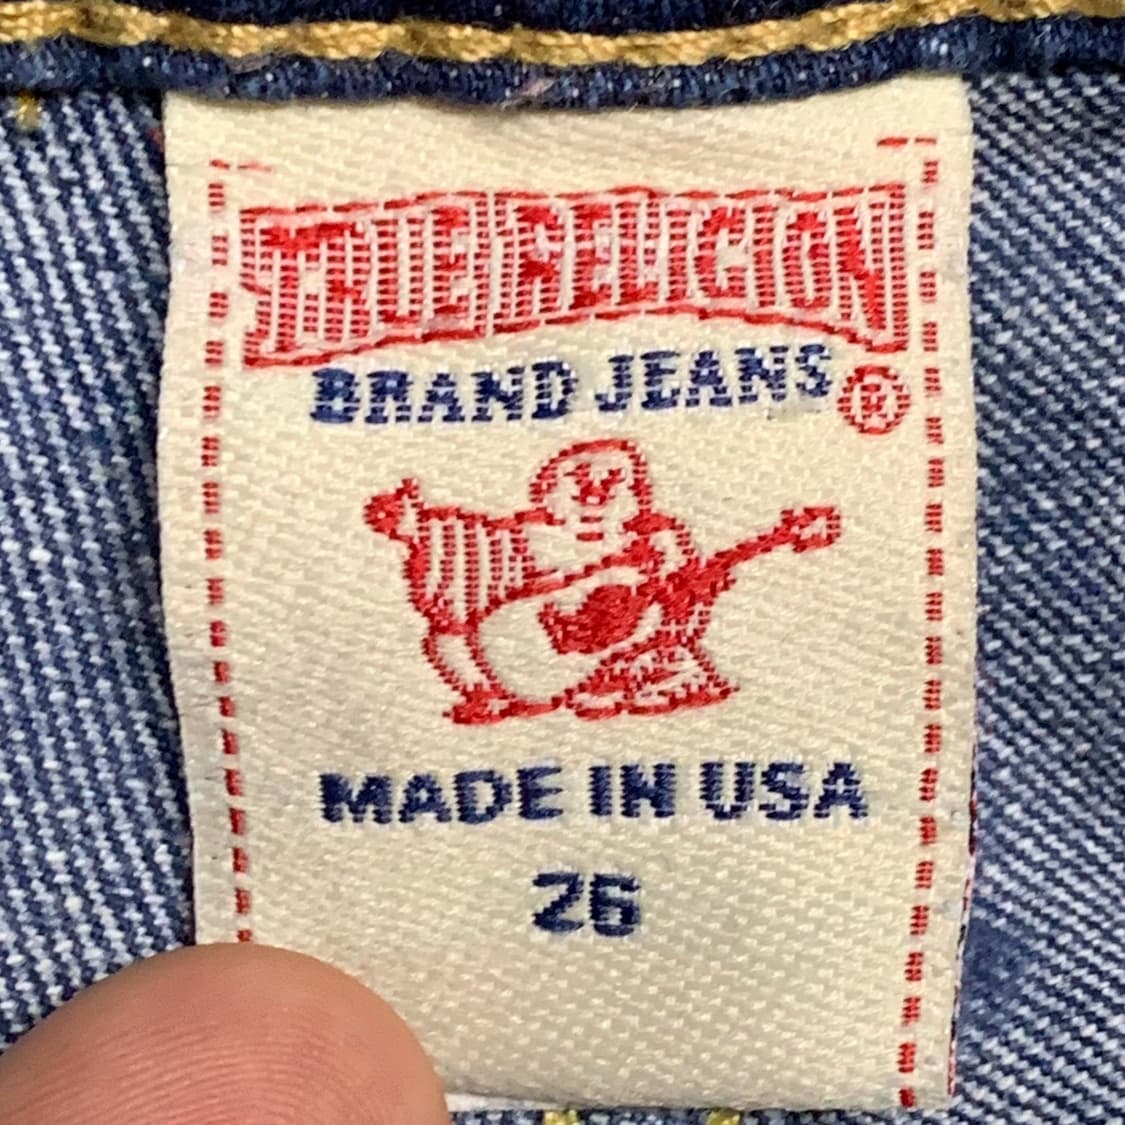 TRUE RELIGION
BRAND JEANS®
MADE IN USA
26